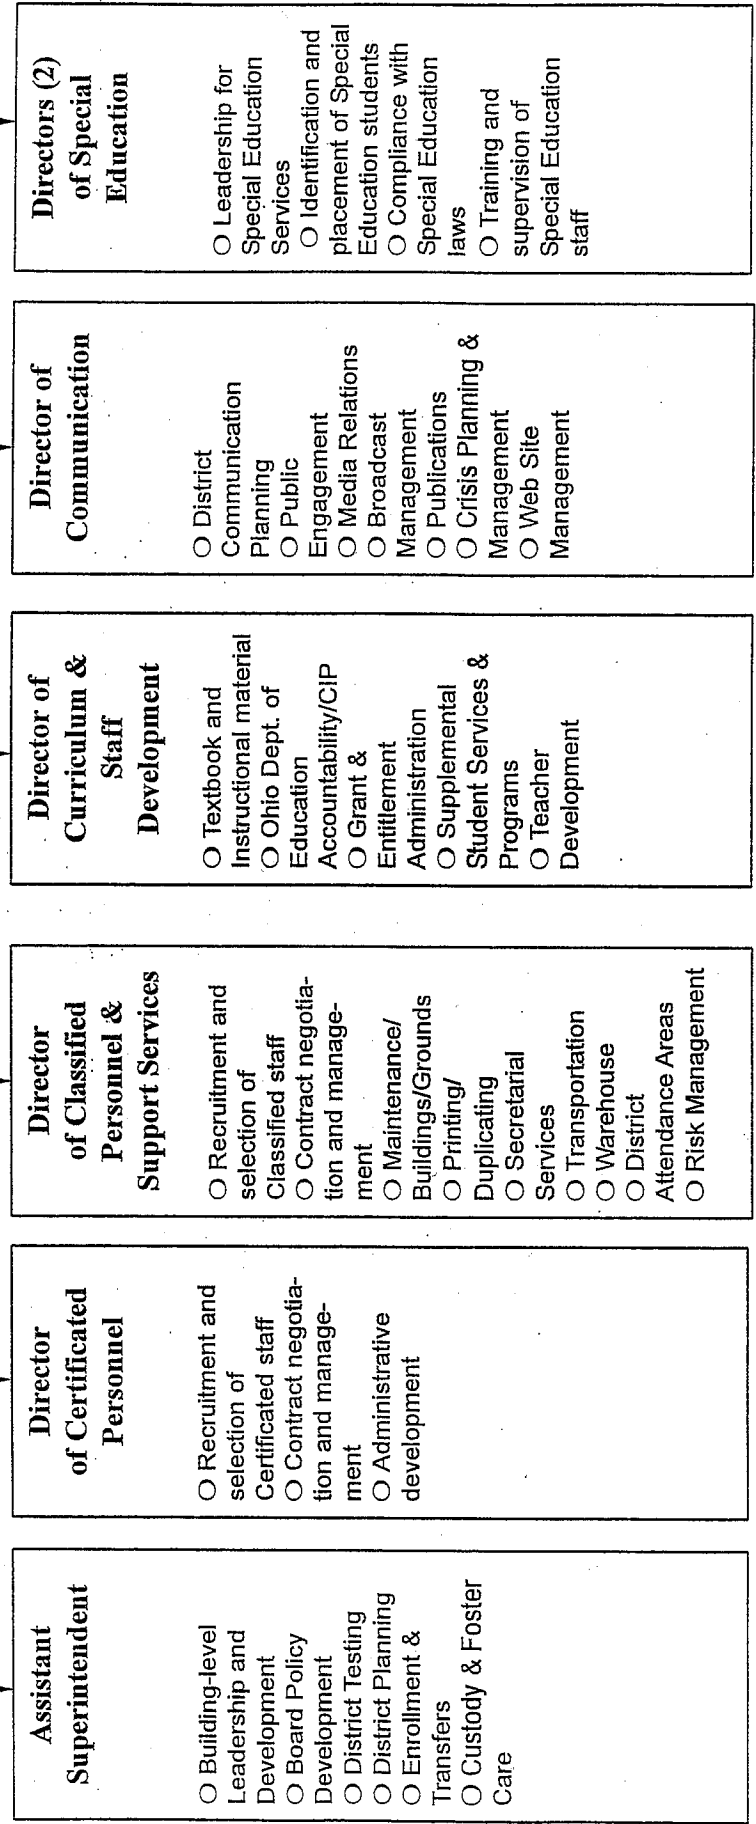 Assistant
Superintendent
○ Building-level
Leadership and
Development
○ Board Policy
Development
○ District Testing
○ District Planning
○ Enrollment &
Transfers
○ Custody & Foster
Care
Director
of Certificated
Personnel
○ Recruitment and
selection of
Certificated staff
○ Contract negotia-
tion and manage-
ment
○ Administrative
development
Director
of Classified
Personnel &
Support Services
○ Recruitment and
selection of
Classified staff
○ Contract negotia-
tion and manage-
ment
○ Maintenance/
Buildings/Grounds
○ Printing/
Duplicating
○ Secretarial
Services
○ Transportation
○ Warehouse
○ District
Attendance Areas
○ Risk Management
Director of
Curriculum &
Staff
Development
○ Textbook and
Instructional material
○ Ohio Dept. of
Education
Accountability/CIP
○ Grant &
Entitlement
Administration
○ Supplemental
Student Services &
Programs
○ Teacher
Development
Director of
Communication
○ District
Communication
Planning
○ Public
Engagement
○ Media Relations
○ Broadcast
Management
○ Publications
○ Crisis Planning &
Management
○ Web Site
Management
Directors (2)
of Special
Education
○ Leadership for
Special Education
Services
○ Identification and
placement of Special
Education students
○ Compliance with
Special Education
laws
○ Training and
supervision of
Special Education
staff